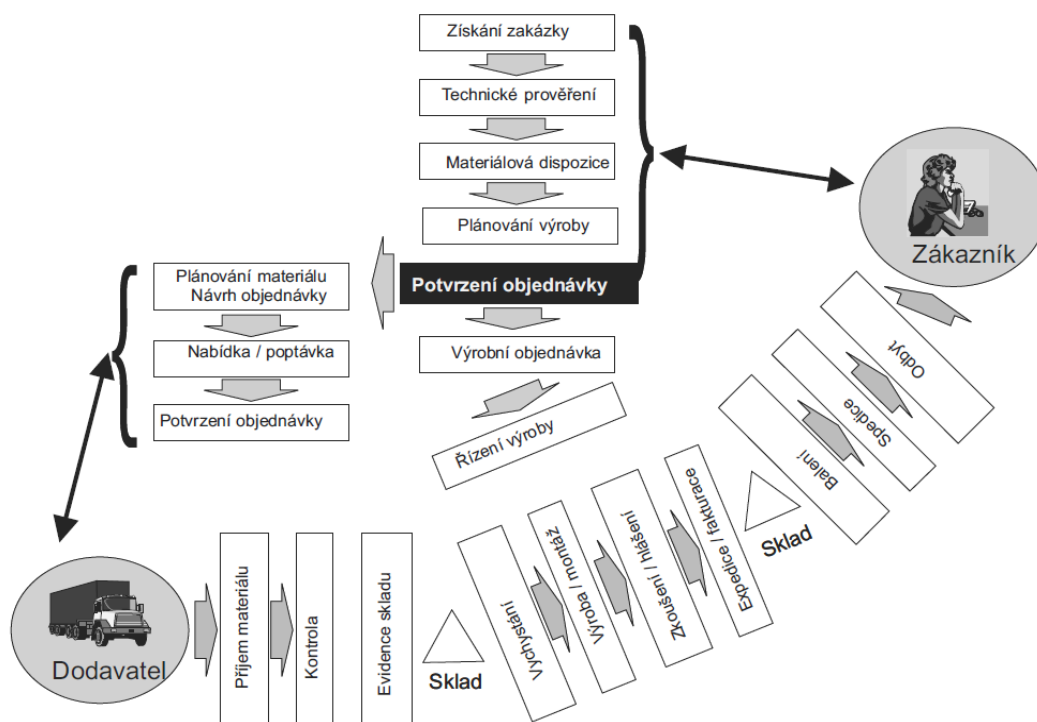 Získání zakázky
Technické prověření
Materiálová dispozice
Plánování výroby
Zákazník
Potvrzení objednávky
Plánování materiálu
Návrh objednávky
Nabídka / poptávka
Potvrzení objednávky
Výrobní objednávka
Řízení výroby
Dodavatel
Příjem materiálu
Kontrola
Evidence skladu
Sklad
Vychystání
Výroba / montáž
Zkoušení / hlášení
Expedice / fakturace
Sklad
Balení
Spedice
Odbyt